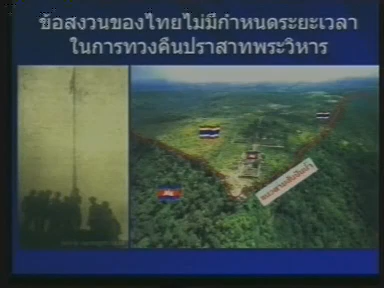 ข้อสงวนของไทยไม่มีกำหนดระยะเวลา
ในการทวงคืนปราสาทพระวิหาร